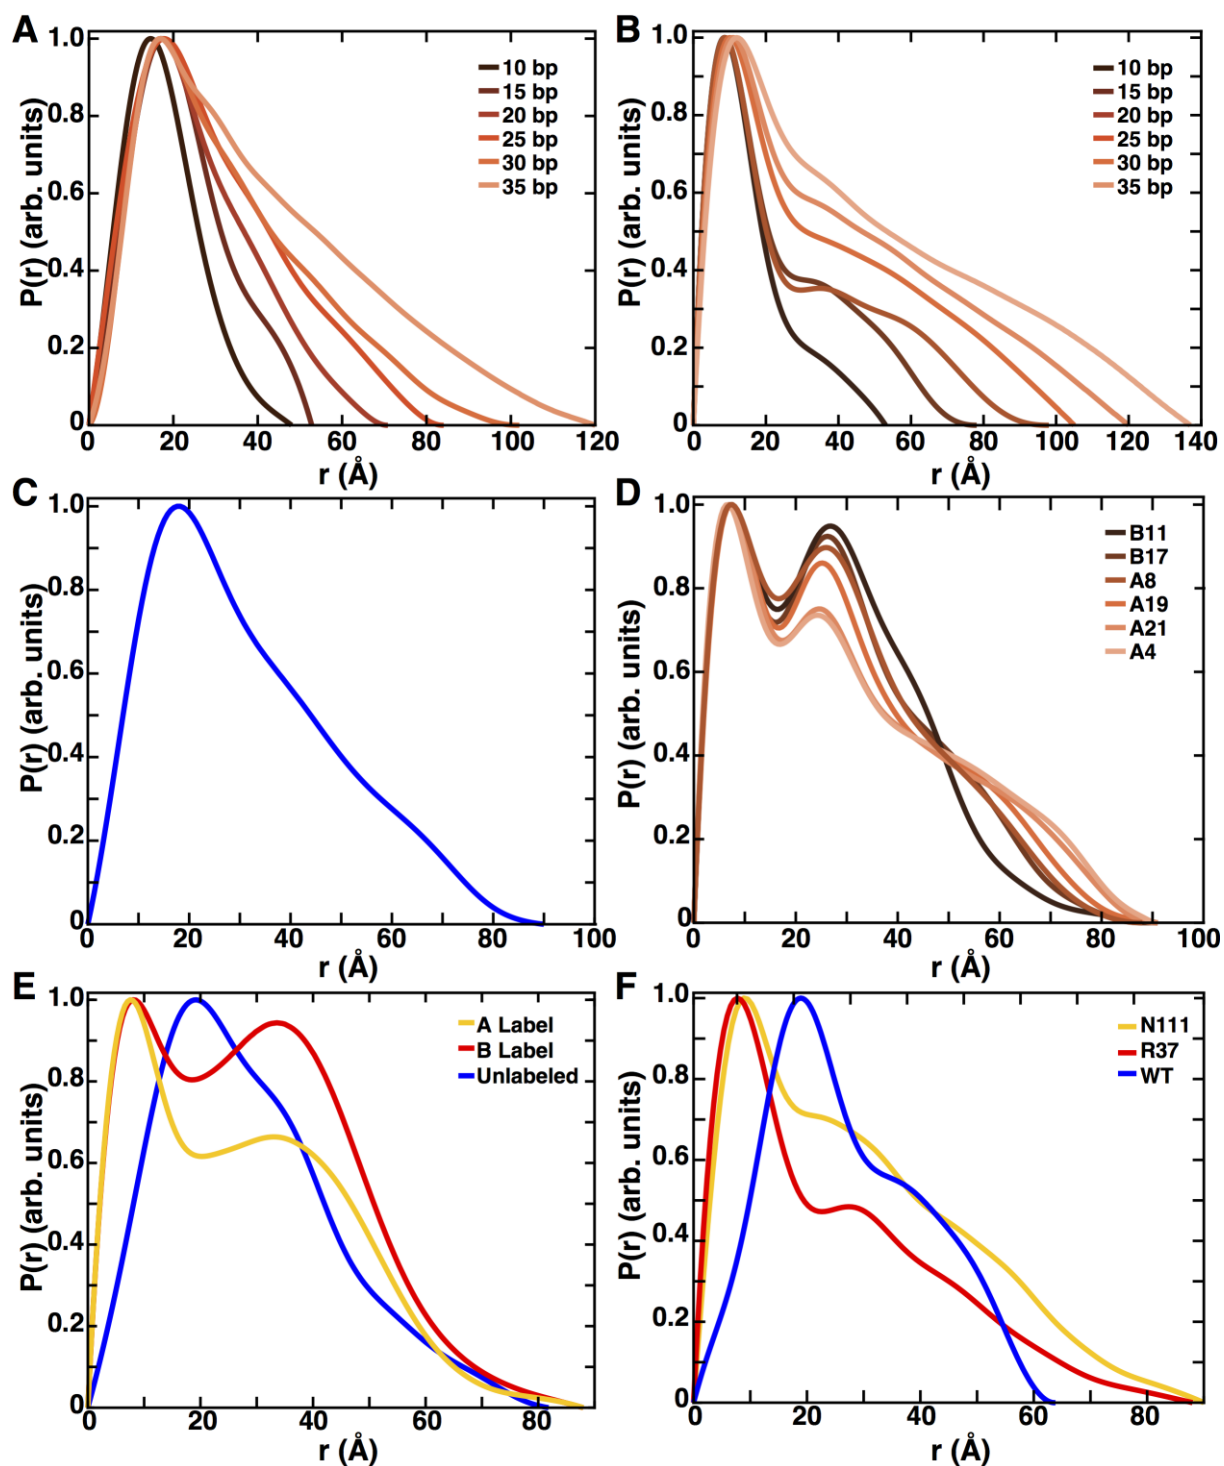 A
P(r) (arb. units)
1.0
0.8
0.6
0.4
0.2
0
0 20 40 60 80 100 120
r (Å)
10 bp
15 bp
20 bp
25 bp
30 bp
35 bp
B
P(r) (arb. units)
1.0
0.8
0.6
0.4
0.2
0
0 20 40 60 80 100 120 140
r (Å)
10 bp
15 bp
20 bp
25 bp
30 bp
35 bp
C
P(r) (arb. units)
1.0
0.8
0.6
0.4
0.2
0
0 20 40 60 80 100
r (Å)
D
P(r) (arb. units)
1.0
0.8
0.6
0.4
0.2
0
0 20 40 60 80 100
r (Å)
B11
B17
A8
A19
A21
A4
E
P(r) (arb. units)
1.0
0.8
0.6
0.4
0.2
0
0 20 40 60 80
r (Å)
A Label
B Label
Unlabeled
F
P(r) (arb. units)
1.0
0.8
0.6
0.4
0.2
0
0 20 40 60 80
r (Å)
N111
R37
WT